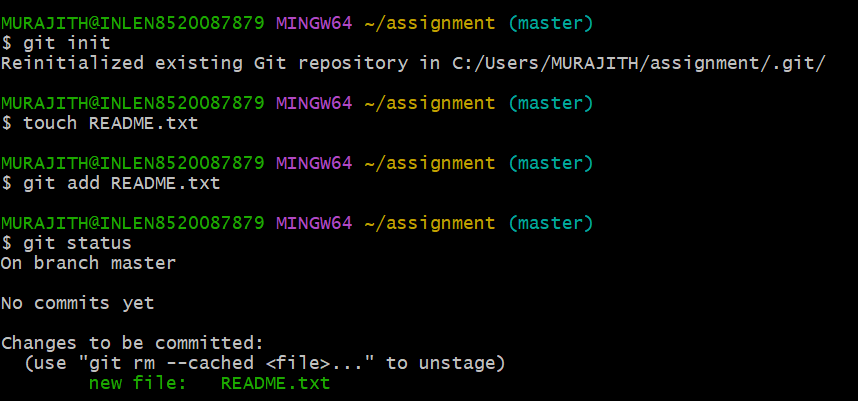 MURAJITH@INLEN8520087879 MINGW64 ~/assignment (master)
$ git init
Reinitialized existing Git repository in C:/Users/MURAJITH/assignment/.git/
MURAJITH@INLEN8520087879 MINGW64 ~/assignment (master)
$ touch README.txt
MURAJITH@INLEN8520087879 MINGW64 ~/assignment (master)
$ git add README.txt
MURAJITH@INLEN8520087879 MINGW64 ~/assignment (master)
$ git status
On branch master
No commits yet
Changes to be committed:
  (use "git rm --cached <file>..." to unstage)
        new file:   README.txt